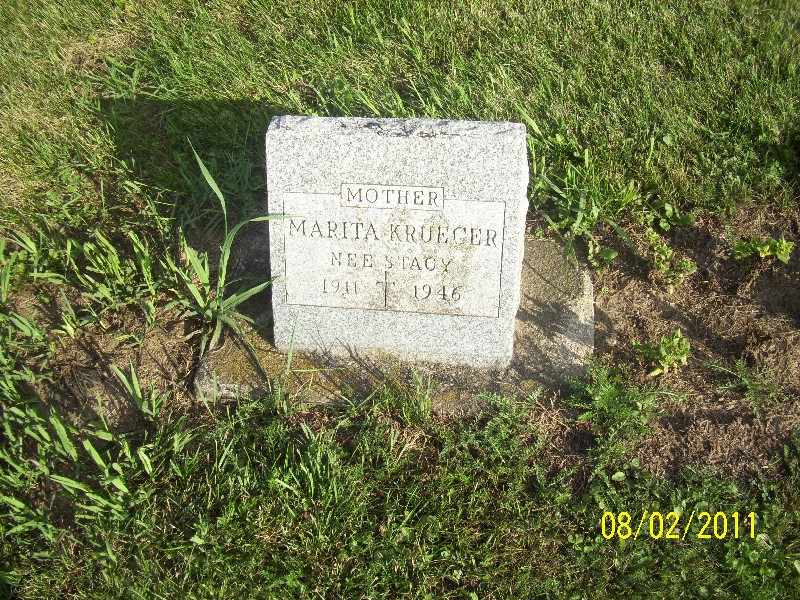 MOTHER
MARITA KRUEGER
NEE STACY
1911 1946
08/02/2011